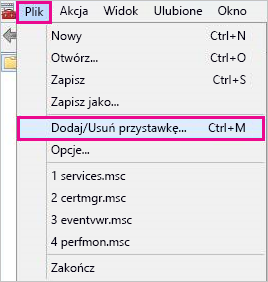 Plik Akcja Widok Ulubione Okno
Nowy Ctrl+N
Otwórz... Ctrl+O
Zapisz Ctrl+S
Zapisz jako...
Dodaj/Usuń przystawkę... Ctrl+M
Opcje...
1 services.msc
2 certmgr.msc
3 eventvwr.msc
4 perfmon.msc
Zakończ